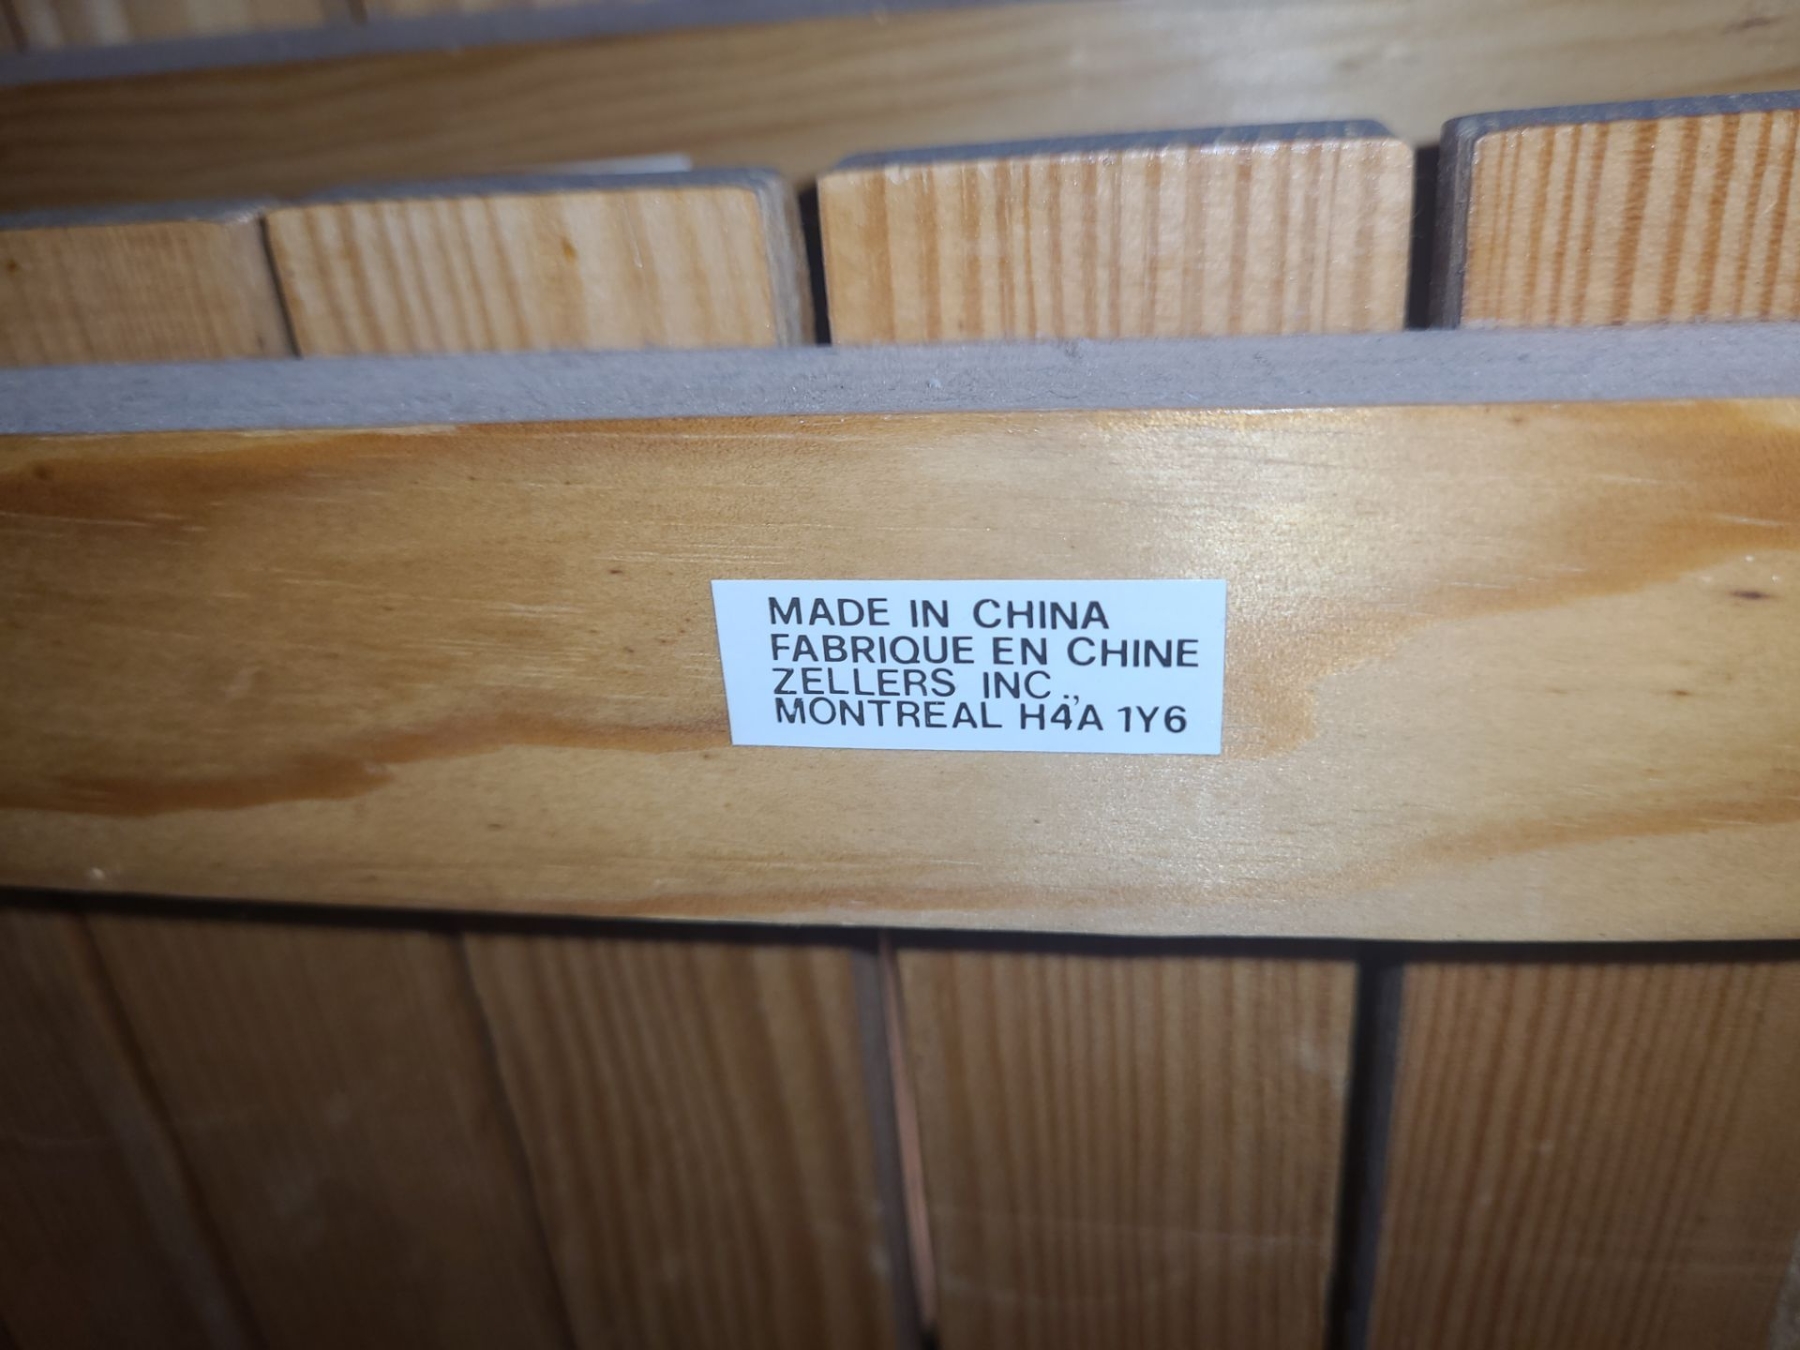 MADE IN CHINA
FABRIQUE EN CHINE
ZELLERS INC.,
MONTREAL H4A 1Y6